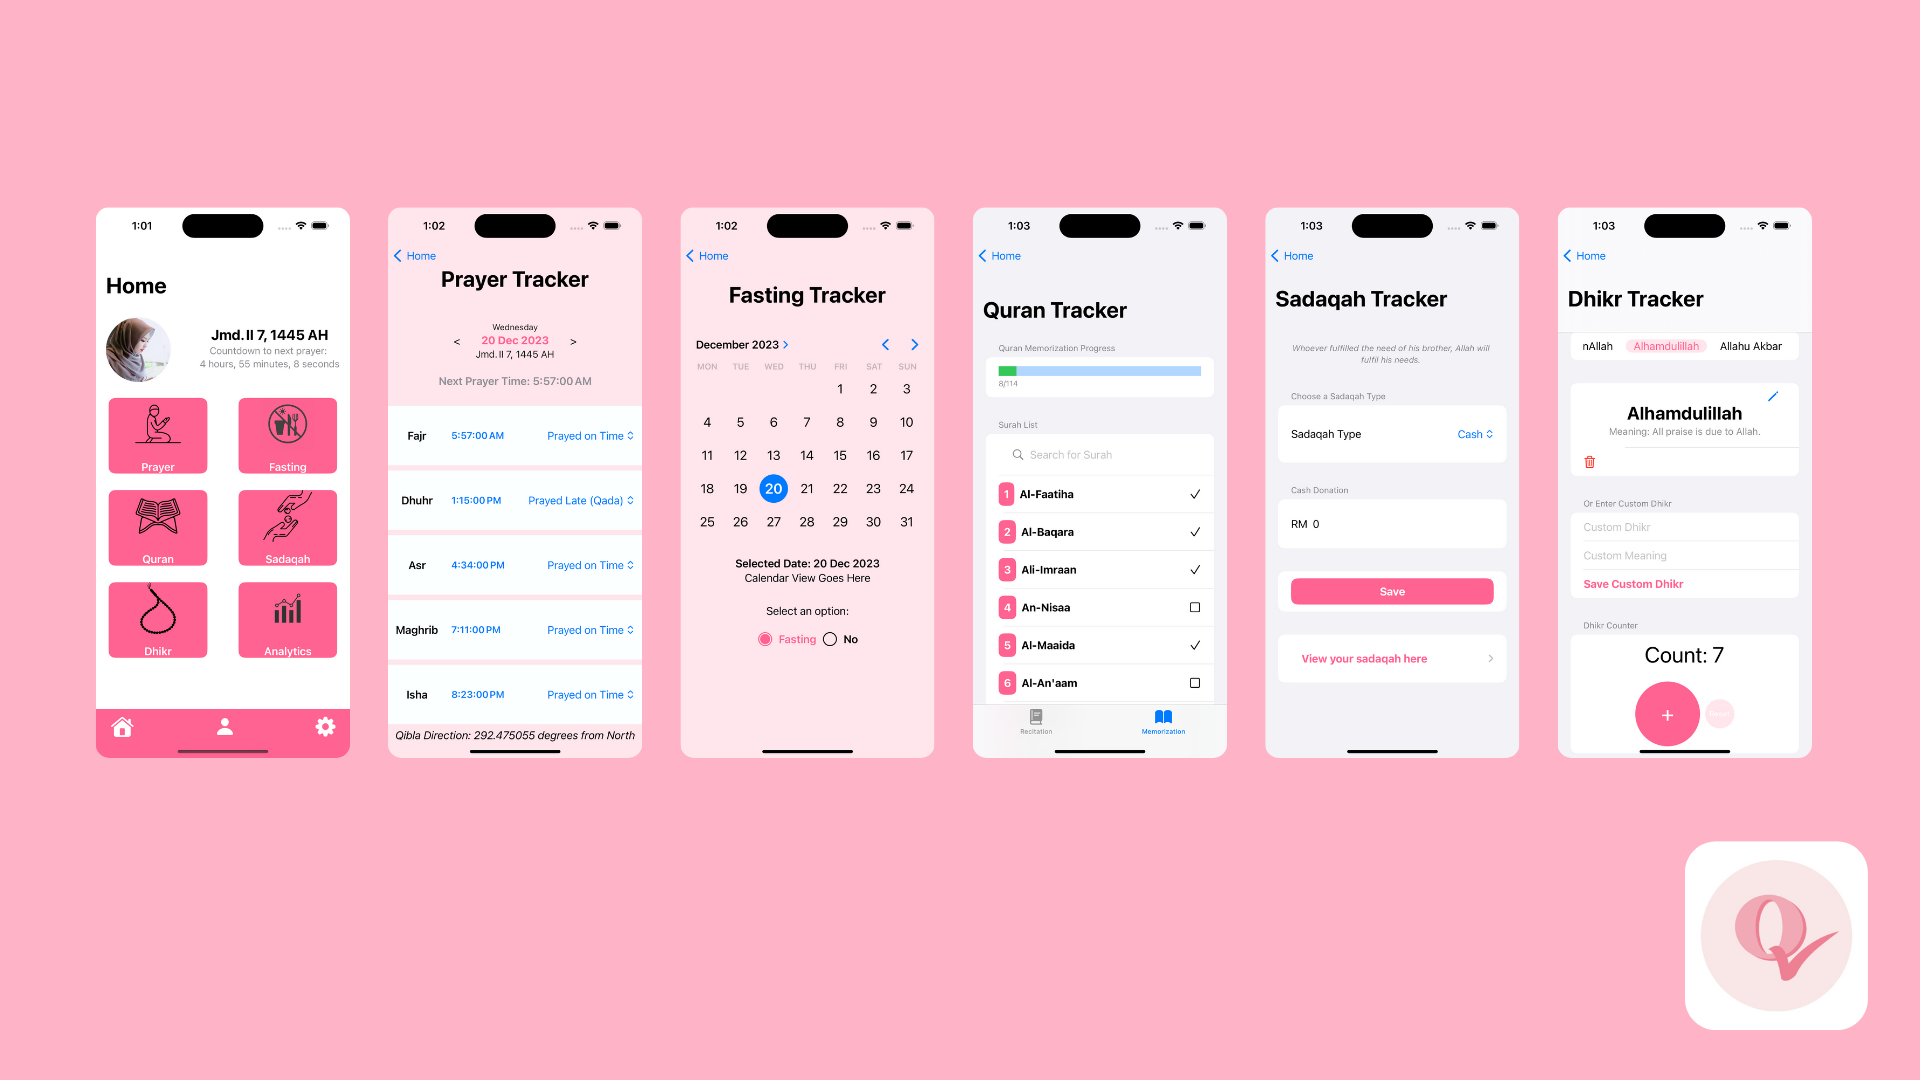 1:01
Home
Jmd. II 7, 1445 AH
Countdown to next prayer:
4 hours, 55 minutes, 8 seconds
Prayer
Fasting
Quran
Sadaqah
Dhikr
Analytics
1:02
Home
Prayer Tracker
Wednesday
< 20 Dec 2023 >
Jmd. II 7, 1445 AH
Next Prayer Time: 5:57:00 AM
Fajr 5:57:00 AM Prayed on Time
Dhuhr 1:15:00 PM Prayed Late (Qada)
Asr 4:34:00 PM Prayed on Time
Maghrib 7:11:00 PM Prayed on Time
Isha 8:23:00 PM Prayed on Time
Qibla Direction: 292.475055 degrees from North
1:02
Home
Fasting Tracker
December 2023
MON TUE WED THU FRI SAT SUN
1 2 3
4 5 6 7 8 9 10
11 12 13 14 15 16 17
18 19 20 21 22 23 24
25 26 27 28 29 30 31
Selected Date: 20 Dec 2023
Calendar View Goes Here
Select an option:
Fasting No
1:03
Home
Quran Tracker
Quran Memorization Progress
8/114
Surah List
Search for Surah
1 Al-Faatiha
2 Al-Baqara
3 Ali-Imraan
4 An-Nisaa
5 Al-Maaida
6 Al-An'aam
Recitation Memorization
1:03
Home
Sadaqah Tracker
Whoever fulfilled the need of his brother, Allah will
fulfil his needs.
Choose a Sadaqah Type
Sadaqah Type Cash
Cash Donation
RM 0
Save
View your sadaqah here
1:03
Home
Dhikr Tracker
nAllah Alhamdulillah Allahu Akbar
Alhamdulillah
Meaning: All praise is due to Allah.
Or Enter Custom Dhikr
Custom Dhikr
Custom Meaning
Save Custom Dhikr
Dhikr Counter
Count: 7
+